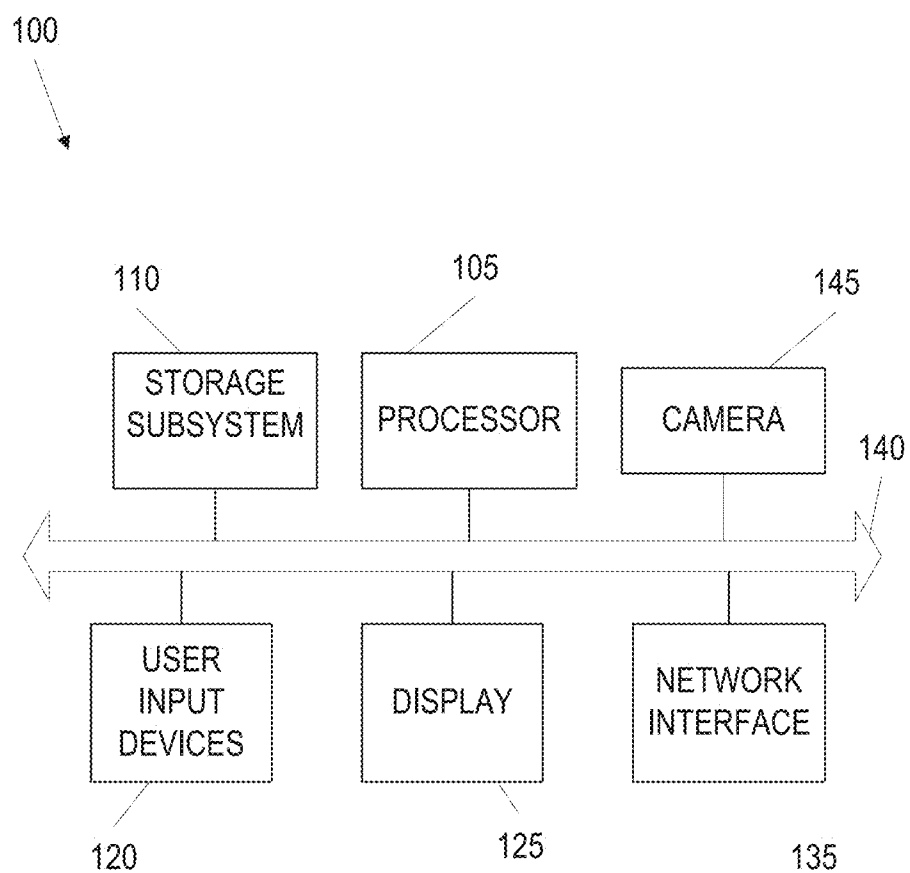 100
110
105
145
STORAGE
SUBSYSTEM
PROCESSOR
CAMERA
140
USER
INPUT
DEVICES
DISPLAY
NETWORK
INTERFACE
120
125
135